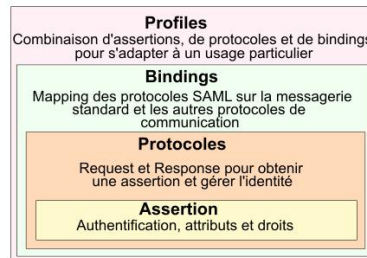 Profiles
Combinaison d'assertions, de protocoles et de bindings
pour s'adapter à un usage particulier
Bindings
Mapping des protocoles SAML sur la messagerie
standard et les autres protocoles de
communication
Protocoles
Request et Response pour obtenir
une assertion et gérer l'identité
Assertion
Authentification, attributs et droits